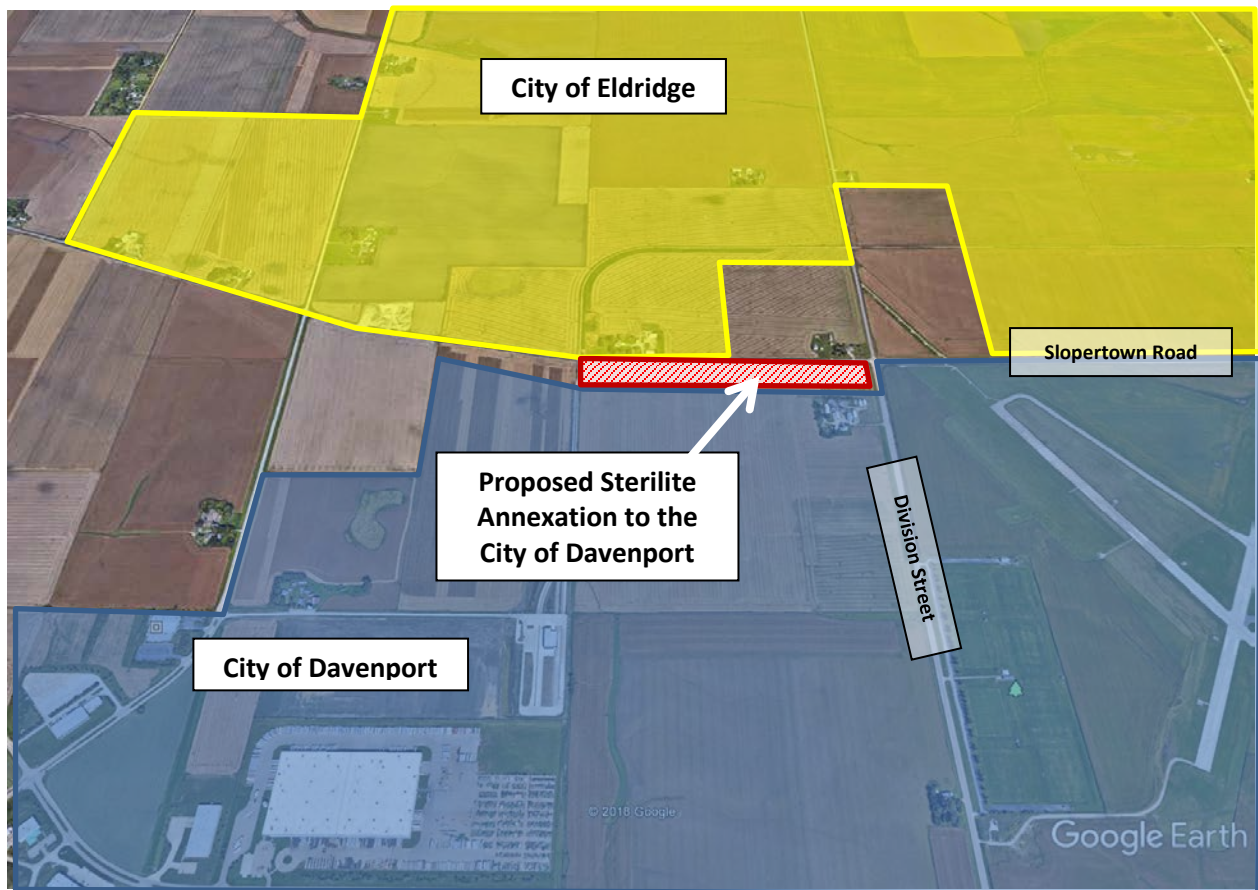 City of Eldridge
Slopertown Road
Proposed Sterilite
Annexation to the
City of Davenport
Division Street
City of Davenport
© 2018 Google
Google Earth